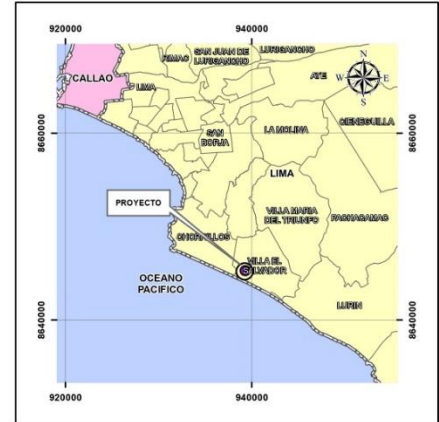 920000 940000
RIMAC
SAN JUAN DE
LURIGANCHO
LURIGANCHO
ATE
N
W
E
S
CALLAO
LIMA
CIENEGUILLA
8660000
8660000
SAN
BORJA
LA MOLINA
LIMA
PROYECTO
VILLA MARIA
DEL TRIUNFO
PACHACAMAC
CHORRILLOS
VILLA EL
SALVADOR
OCEANO
PACIFICO
LURIN
8640000
8640000
920000 940000